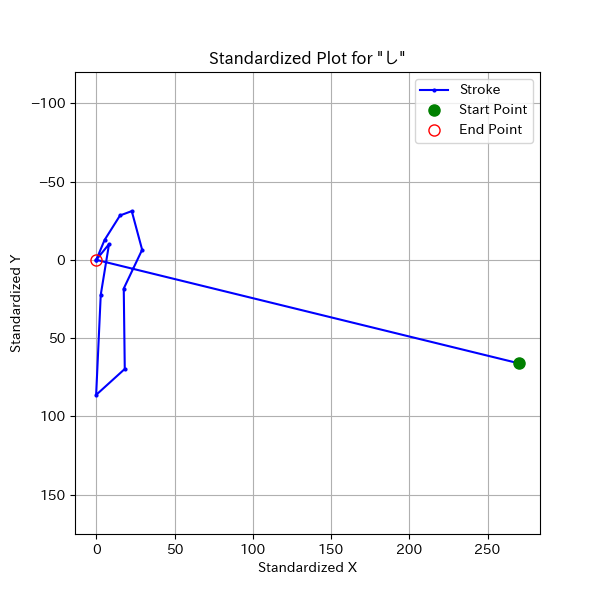 Standardized Plot for "し"
Stroke
Start Point
End Point
−100
−50
0
50
100
150
Standardized Y
0 50 100 150 200 250
Standardized X